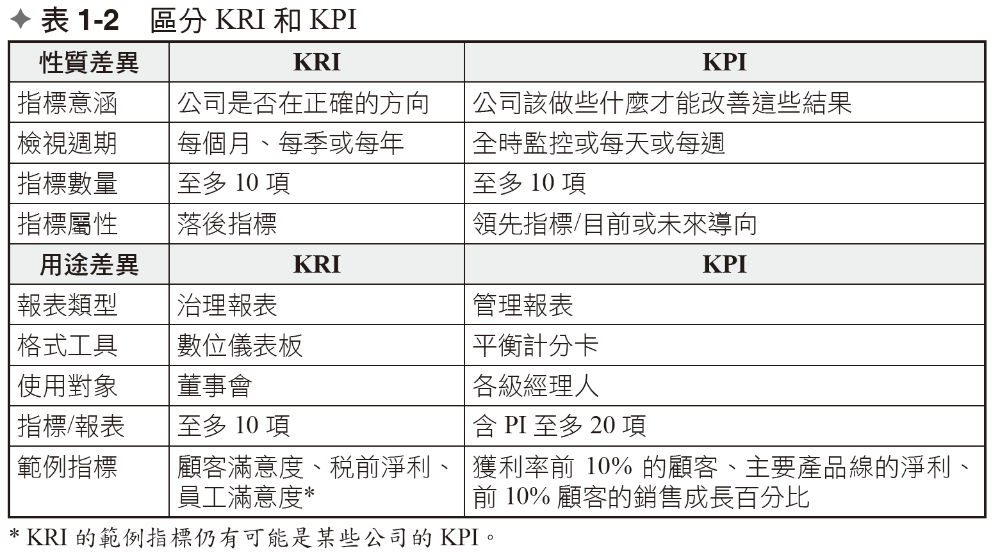 ✦ 表 1-2 區分 KRI 和 KPI
性質差異 KRI KPI
指標意涵 公司是否在正確的方向 公司該做些什麼才能改善這些結果
檢視週期 每個月、每季或每年 全時監控或每天或每週
指標數量 至多 10 項 至多 10 項
指標屬性 落後指標 領先指標/目前或未來導向
用途差異 KRI KPI
報表類型 治理報表 管理報表
格式工具 數位儀表板 平衡計分卡
使用對象 董事會 各級經理人
指標/報表 至多 10 項 含 PI 至多 20 項
範例指標 顧客滿意度、税前淨利、 獲利率前 10% 的顧客、主要產品線的淨利、
員工滿意度* 前 10% 顧客的銷售成長百分比
* KRI 的範例指標仍有可能是某些公司的 KPI。